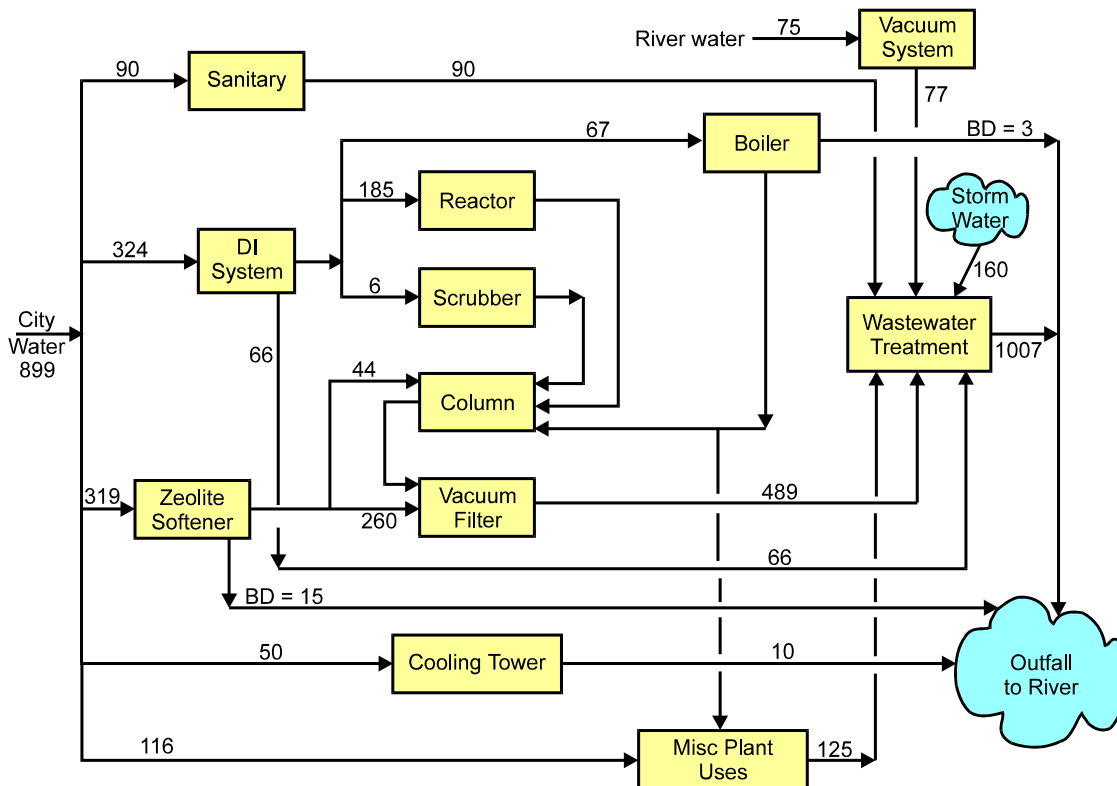 River water
75
Vacuum
System
90
Sanitary
90
77
67
Boiler
BD = 3
185
Reactor
Storm
Water
324
DI
System
6
Scrubber
160
City
Water
899
66
44
Column
Wastewater
Treatment
1007
319
Zeolite
Softener
260
Vacuum
Filter
489
66
BD = 15
50
Cooling Tower
10
Outfall
to River
116
Misc Plant
Uses
125